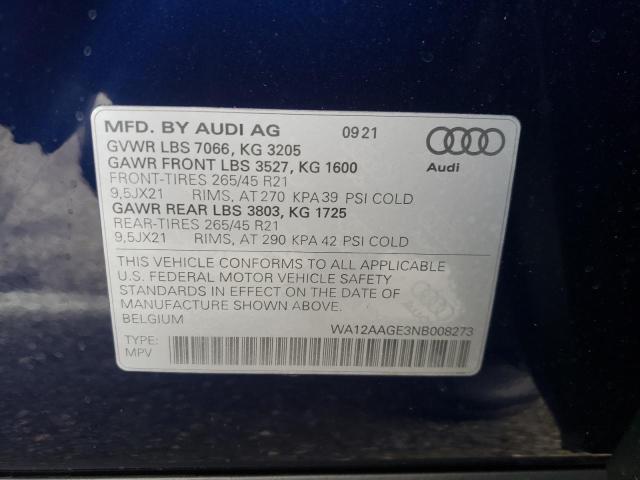 MFD. BY AUDI AG 09 21
GVWR LBS 7066, KG 3205
GAWR FRONT LBS 3527, KG 1600
FRONT-TIRES 265/45 R21
9,5JX21 RIMS, AT 270 KPA 39 PSI COLD
GAWR REAR LBS 3803, KG 1725
REAR-TIRES 265/45 R21
9,5JX21 RIMS, AT 290 KPA 42 PSI COLD
Audi
THIS VEHICLE CONFORMS TO ALL APPLICABLE
U.S. FEDERAL MOTOR VEHICLE SAFETY
STANDARDS IN EFFECT ON THE DATE OF
MANUFACTURE SHOWN ABOVE.
BELGIUM
WA12AAGE3NB008273
TYPE:
MPV